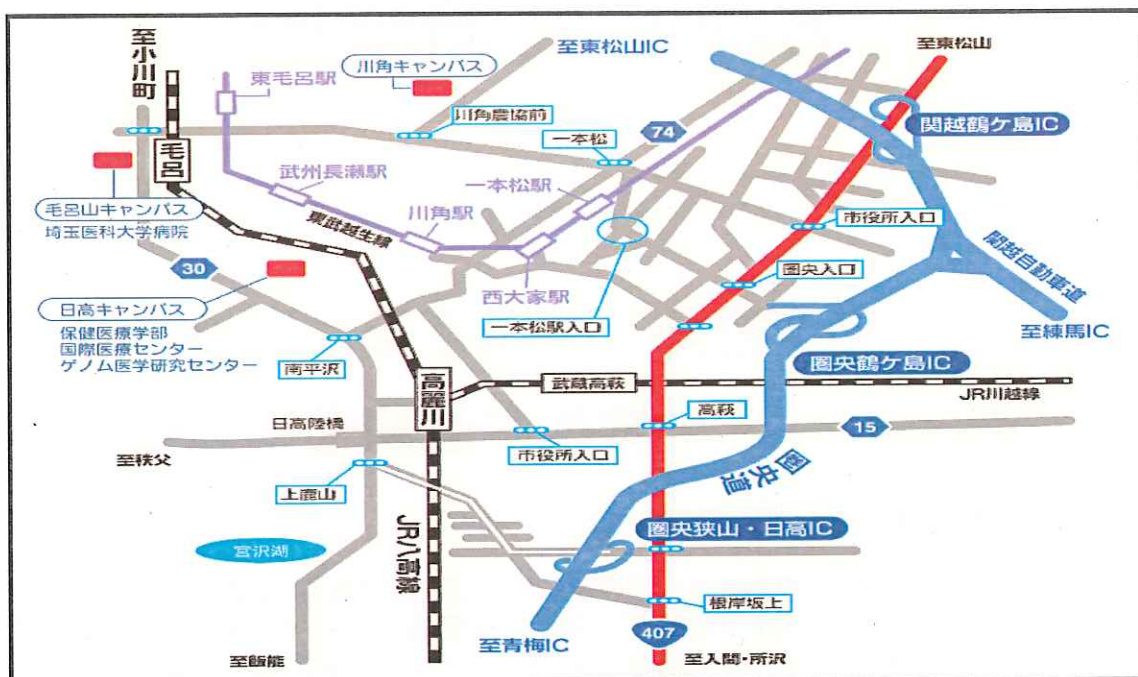 至小川町
東毛呂駅
川角キャンパス
至東松山IC
至東松山
川角農協前
一本松
74
関越鶴ヶ島IC
毛呂
毛呂山キャンパス
埼玉医科大学病院
武州長瀬駅
東武越生線
川角駅
一本松駅
市役所入口
関越自動車道
30
日高キャンパス
保健医療学部
国際医療センター
ゲノム医学研究センター
西大家駅
圏央入口
一本松駅入口
至練馬IC
南平沢
高麗川
武蔵高萩
圏央鶴ヶ島IC
JR川越線
日高陸橋
高萩
15
至秩父
市役所入口
上鹿山
圏央道
宮沢湖
JR八高線
圏央狭山・日高IC
根岸坂上
至青梅IC
407
至飯能
至入間・所沢